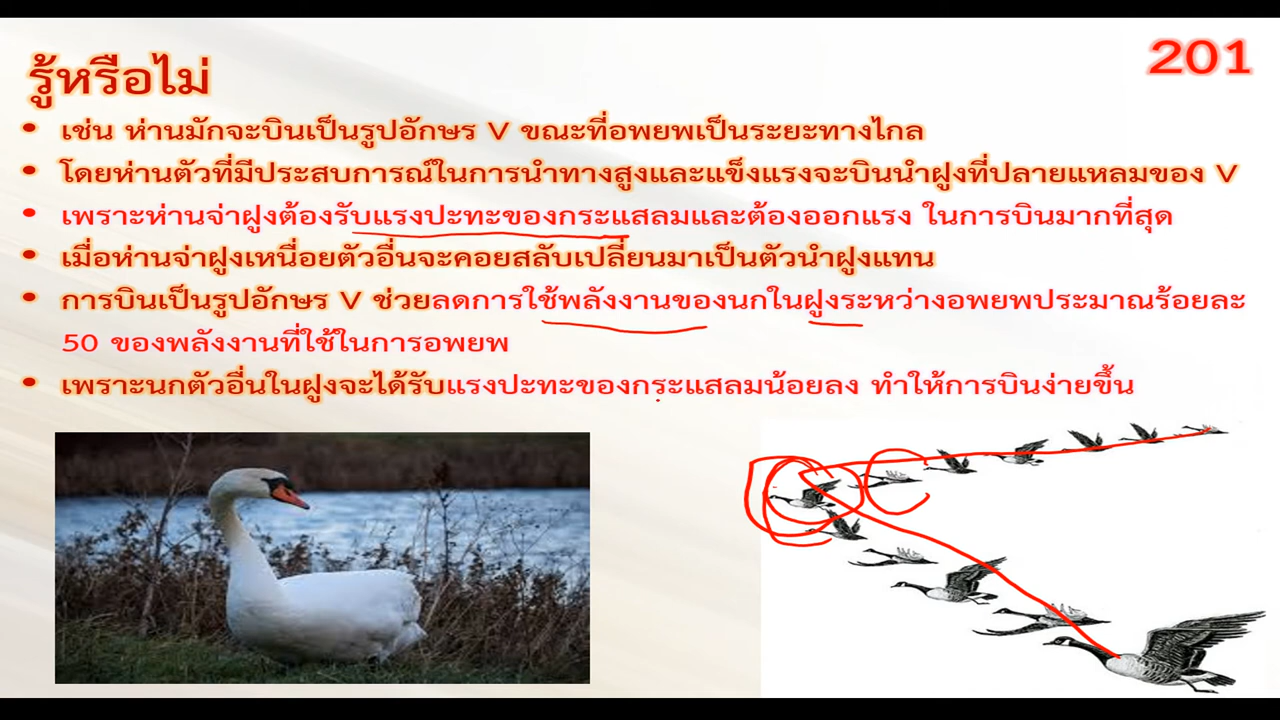 201
รู้หรือไม่
• เช่น ห่านมักจะบินเป็นรูปอักษร V ขณะที่อพยพเป็นระยะทางไกล
• โดยห่านตัวที่มีประสบการณ์ในการนำทางสูงและแข็งแรงจะบินนำฝูงที่ปลายแหลมของ V
• เพราะห่านจ่าฝูงต้องรับแรงปะทะของกระแสลมและต้องออกแรง ในการบินมากที่สุด
• เมื่อห่านจ่าฝูงเหนื่อยตัวอื่นจะคอยสลับเปลี่ยนมาเป็นตัวนำฝูงแทน
• การบินเป็นรูปอักษร V ช่วยลดการใช้พลังงานของนกในฝูงระหว่างอพยพประมาณร้อยละ
50 ของพลังงานที่ใช้ในการอพยพ
• เพราะนกตัวอื่นในฝูงจะได้รับแรงปะทะของกระแสลมน้อยลง ทำให้การบินง่ายขึ้น